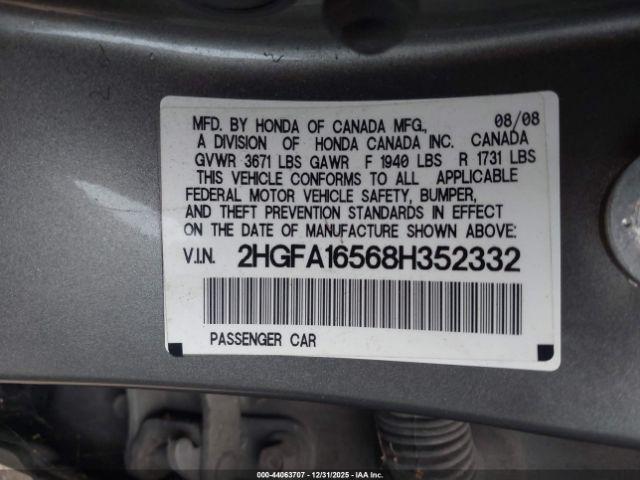 MFD. BY HONDA OF CANADA MFG., 08/08
A DIVISION OF HONDA CANADA INC. CANADA
GVWR 3671 LBS GAWR F 1940 LBS R 1731 LBS
THIS VEHICLE CONFORMS TO ALL APPLICABLE
FEDERAL MOTOR VEHICLE SAFETY, BUMPER,
AND THEFT PREVENTION STANDARDS IN EFFECT
ON THE DATE OF MANUFACTURE SHOWN ABOVE.
V.I.N. 2HGFA16568H352332
PASSENGER CAR
000-44063707 - 12/31/2025 - IAA Inc.